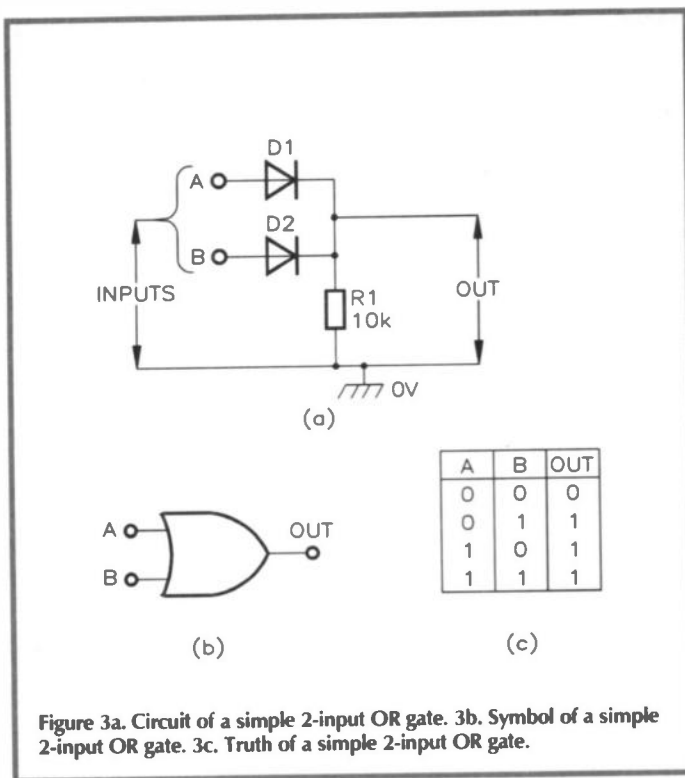 D1
A
D2
B
INPUTS
R1
10k
OUT
0V
(a)
A
B
OUT
(b)
A B OUT
0 0 0
0 1 1
1 0 1
1 1 1
(c)
Figure 3a. Circuit of a simple 2-input OR gate. 3b. Symbol of a simple
2-input OR gate. 3c. Truth of a simple 2-input OR gate.